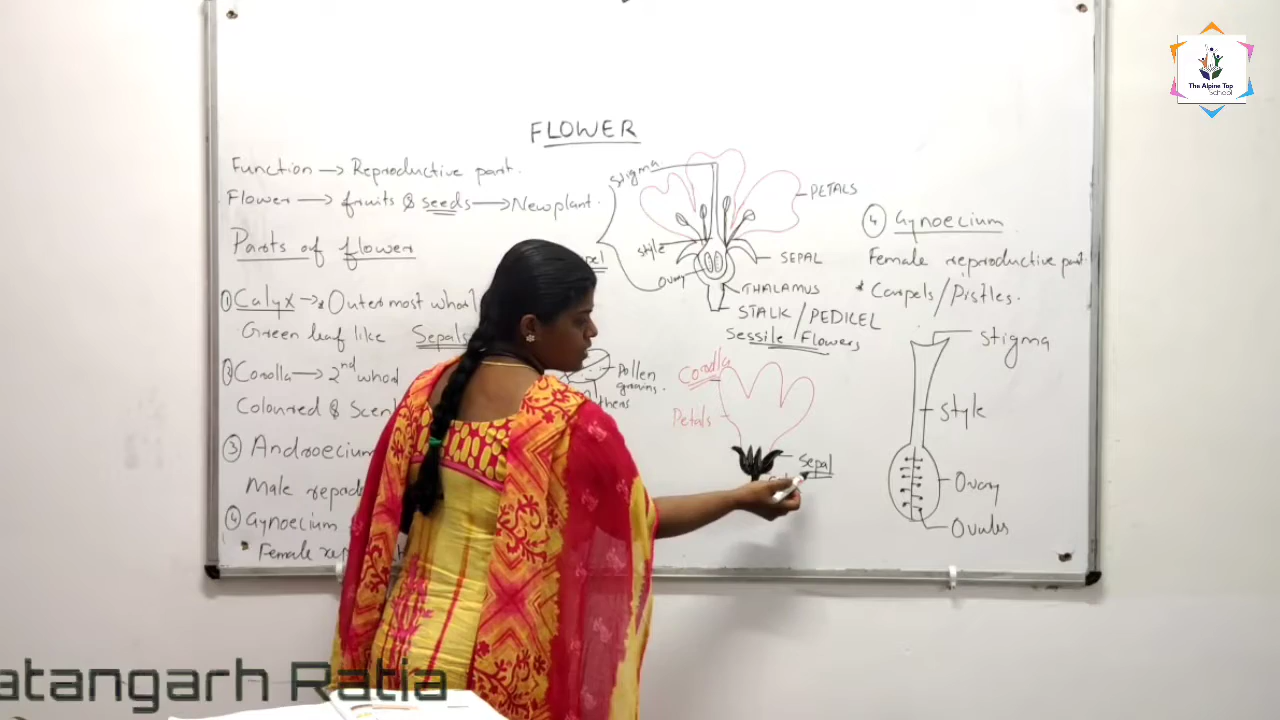 The Alpine Top
School
FLOWER
Function → Reproductive part.
Flower → fruits & seeds → New plant.
Parts of flower
① Calyx → * Outermost whorl
Green leaf like Sepals
② Corolla → 2nd whorl
Coloured & Scen
③ Androecium
Male repro
④ Gynoecium
Female rep
Stigma
PETALS
Style
Ovary
SEPAL
THALAMUS
STALK / PEDICEL
Sessile Flowers
Pollen
grains.
Corolla
Petals
Sepal
④ Gynoecium
Female reproductive part.
* Carpels / Pistles.
Stigma
Style
Ovary
Ovules
atangarh Ratia